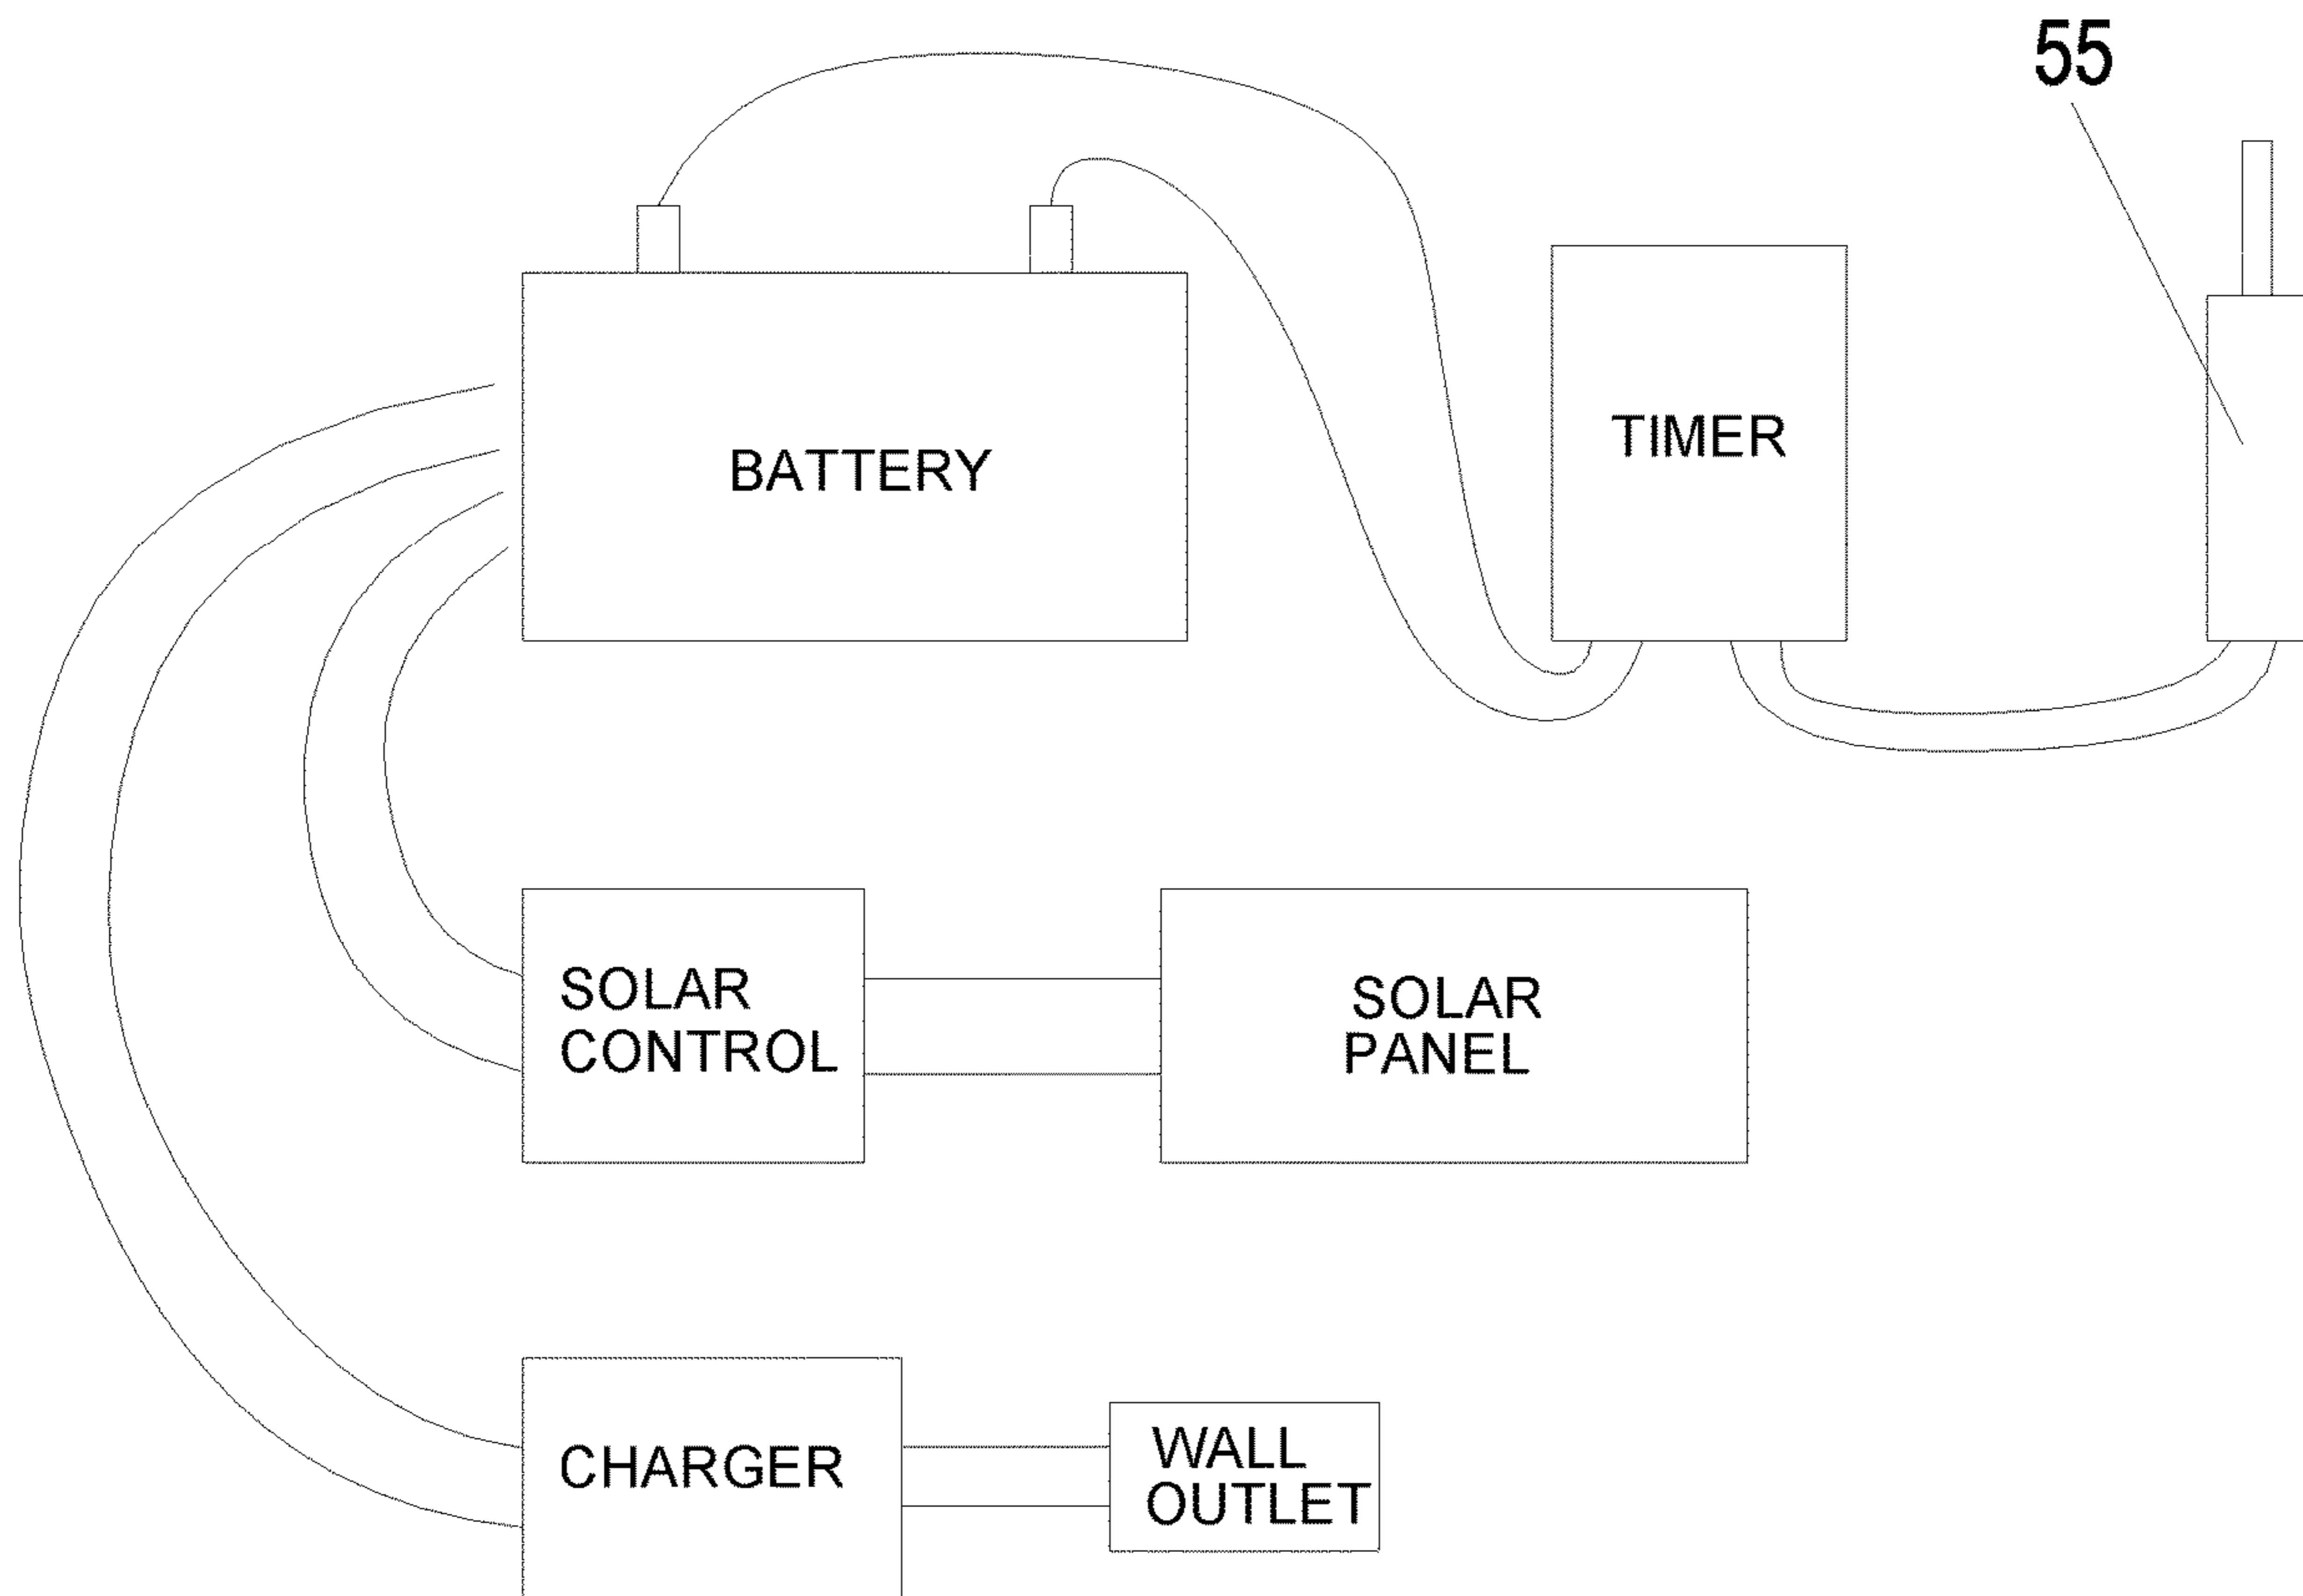 55
TIMER
BATTERY
SOLAR
CONTROL
SOLAR
PANEL
CHARGER
WALL
OUTLET